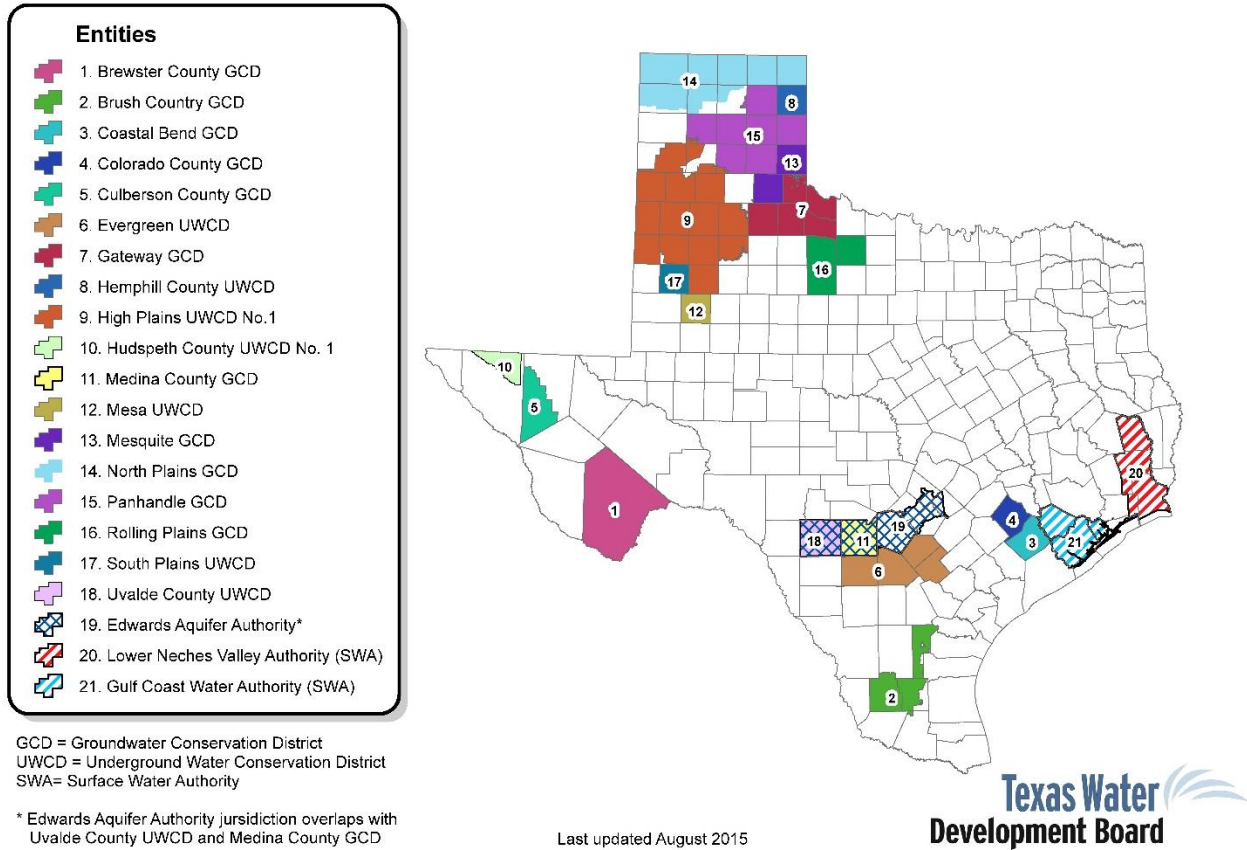 Entities
1. Brewster County GCD
2. Brush Country GCD
3. Coastal Bend GCD
4. Colorado County GCD
5. Culberson County GCD
6. Evergreen UWCD
7. Gateway GCD
8. Hemphill County UWCD
9. High Plains UWCD No.1
10. Hudspeth County UWCD No. 1
11. Medina County GCD
12. Mesa UWCD
13. Mesquite GCD
14. North Plains GCD
15. Panhandle GCD
16. Rolling Plains GCD
17. South Plains UWCD
18. Uvalde County UWCD
19. Edwards Aquifer Authority*
20. Lower Neches Valley Authority (SWA)
21. Gulf Coast Water Authority (SWA)
GCD = Groundwater Conservation District
UWCD = Underground Water Conservation District
SWA= Surface Water Authority
* Edwards Aquifer Authority jursidiction overlaps with
Uvalde County UWCD and Medina County GCD
14
8
15
13
7
9
16
17
12
10
5
1
20
4
19
3
21
18
11
6
2
Last updated August 2015
Texas Water
Development Board